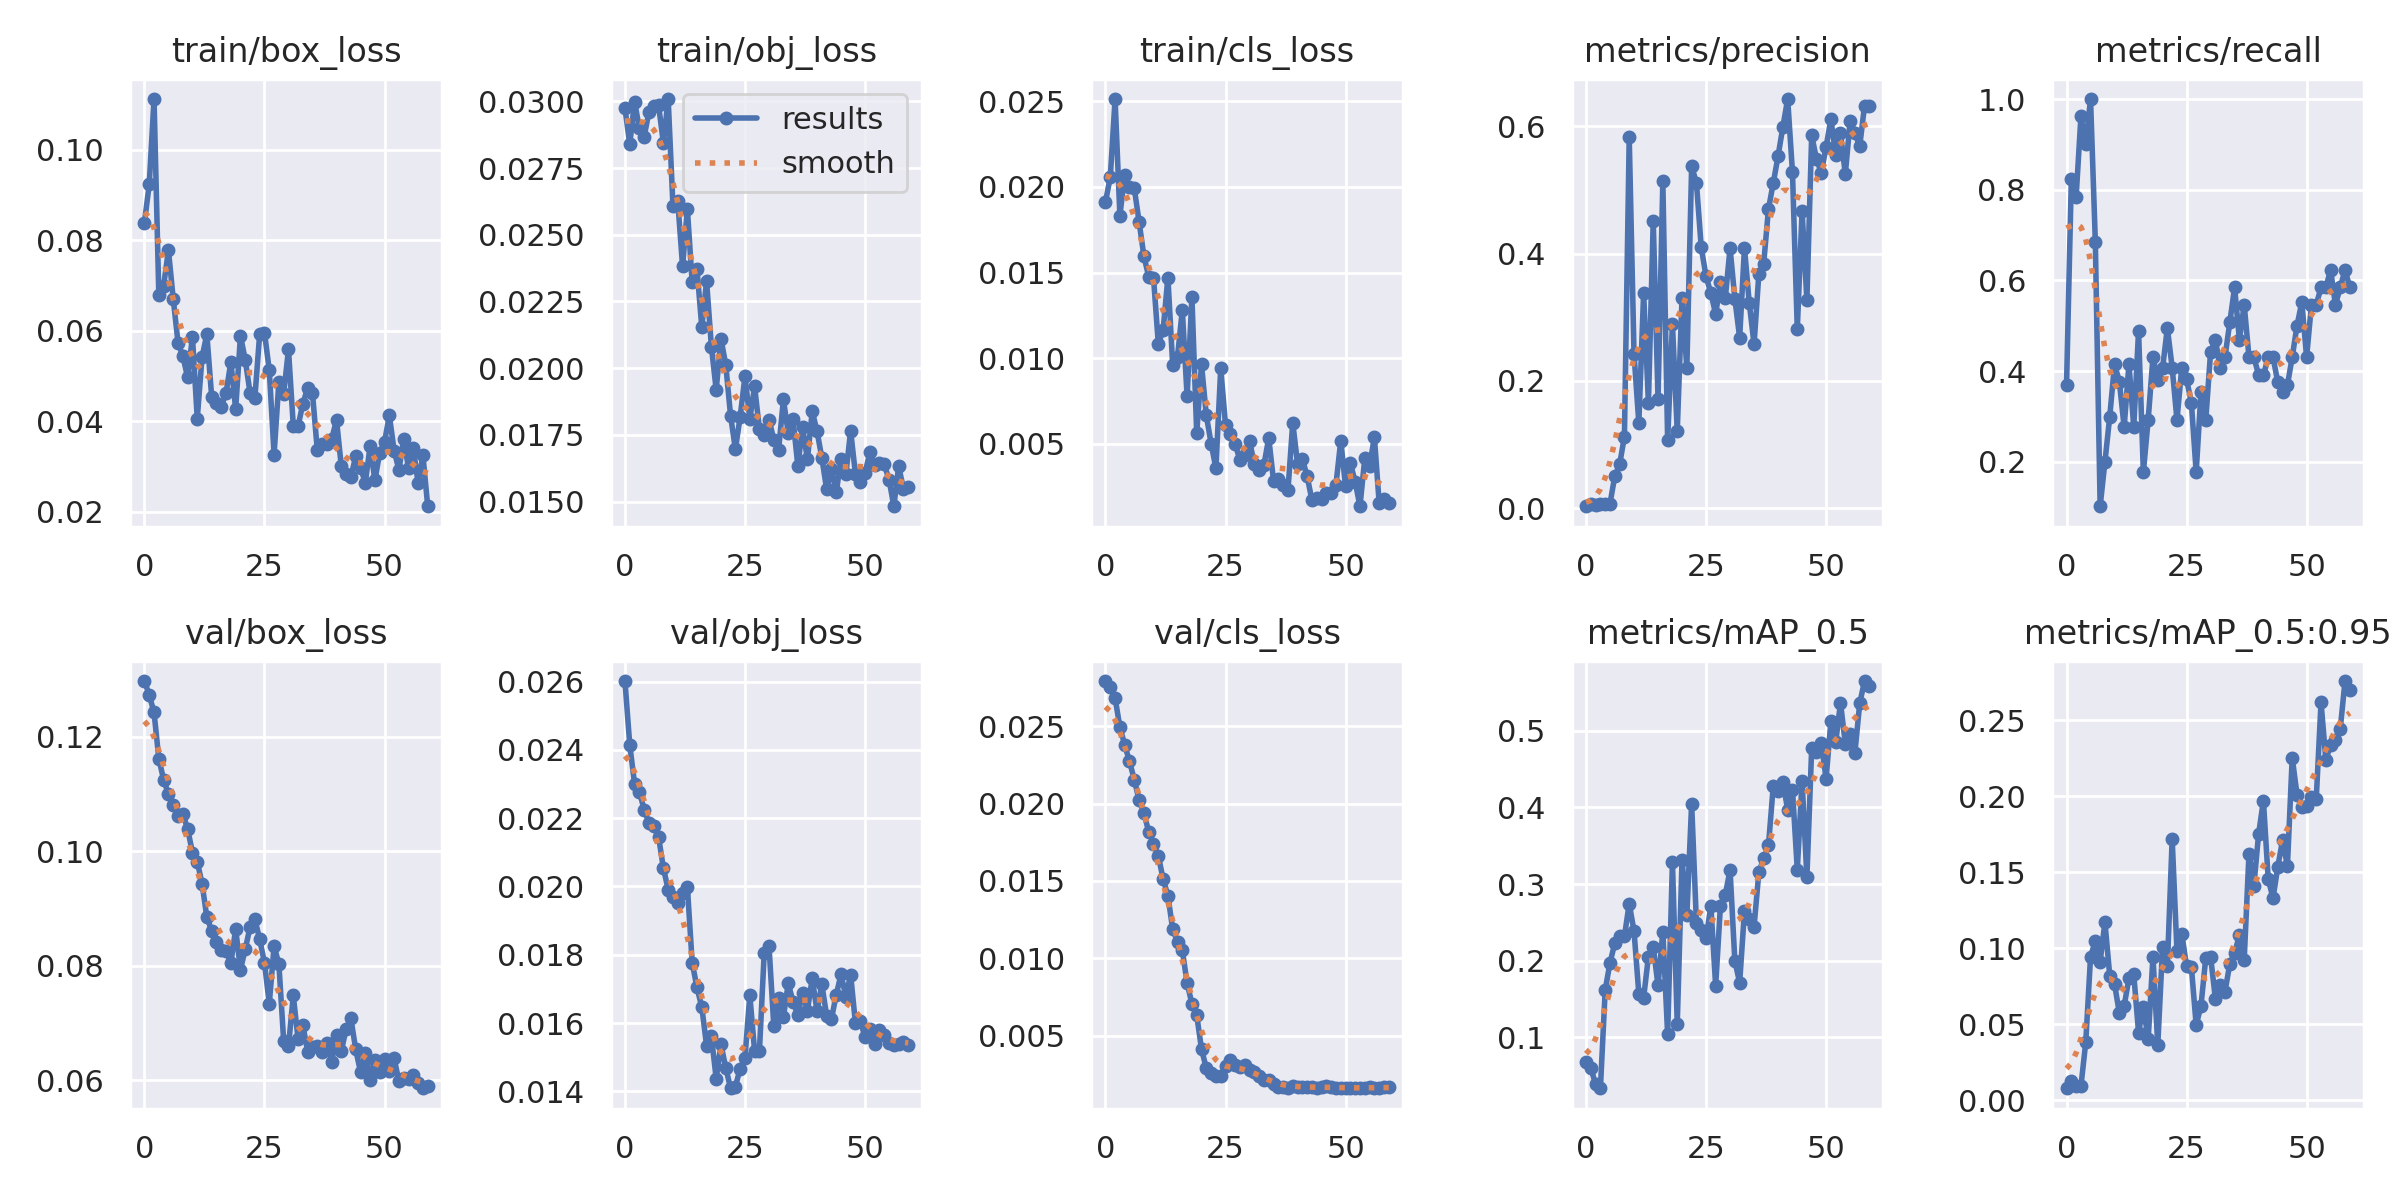 train/box_loss
train/obj_loss
train/cls_loss
metrics/precision
metrics/recall
0.10
0.08
0.06
0.04
0.02
0 25 50
0.0300
0.0275
0.0250
0.0225
0.0200
0.0175
0.0150
results
smooth
0 25 50
0.025
0.020
0.015
0.010
0.005
0 25 50
0.6
0.4
0.2
0.0
0 25 50
1.0
0.8
0.6
0.4
0.2
0 25 50
val/box_loss
val/obj_loss
val/cls_loss
metrics/mAP_0.5
metrics/mAP_0.5:0.95
0.12
0.10
0.08
0.06
0 25 50
0.026
0.024
0.022
0.020
0.018
0.016
0.014
0 25 50
0.025
0.020
0.015
0.010
0.005
0 25 50
0.5
0.4
0.3
0.2
0.1
0 25 50
0.25
0.20
0.15
0.10
0.05
0.00
0 25 50